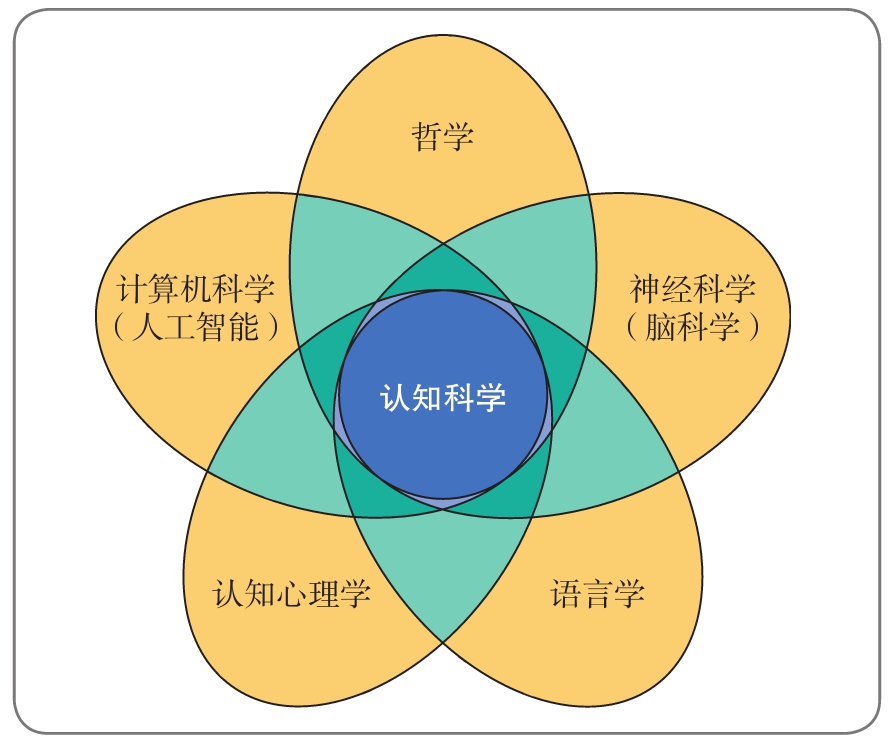 哲学
计算机科学
（人工智能）
神经科学
（脑科学）
认知科学
认知心理学
语言学